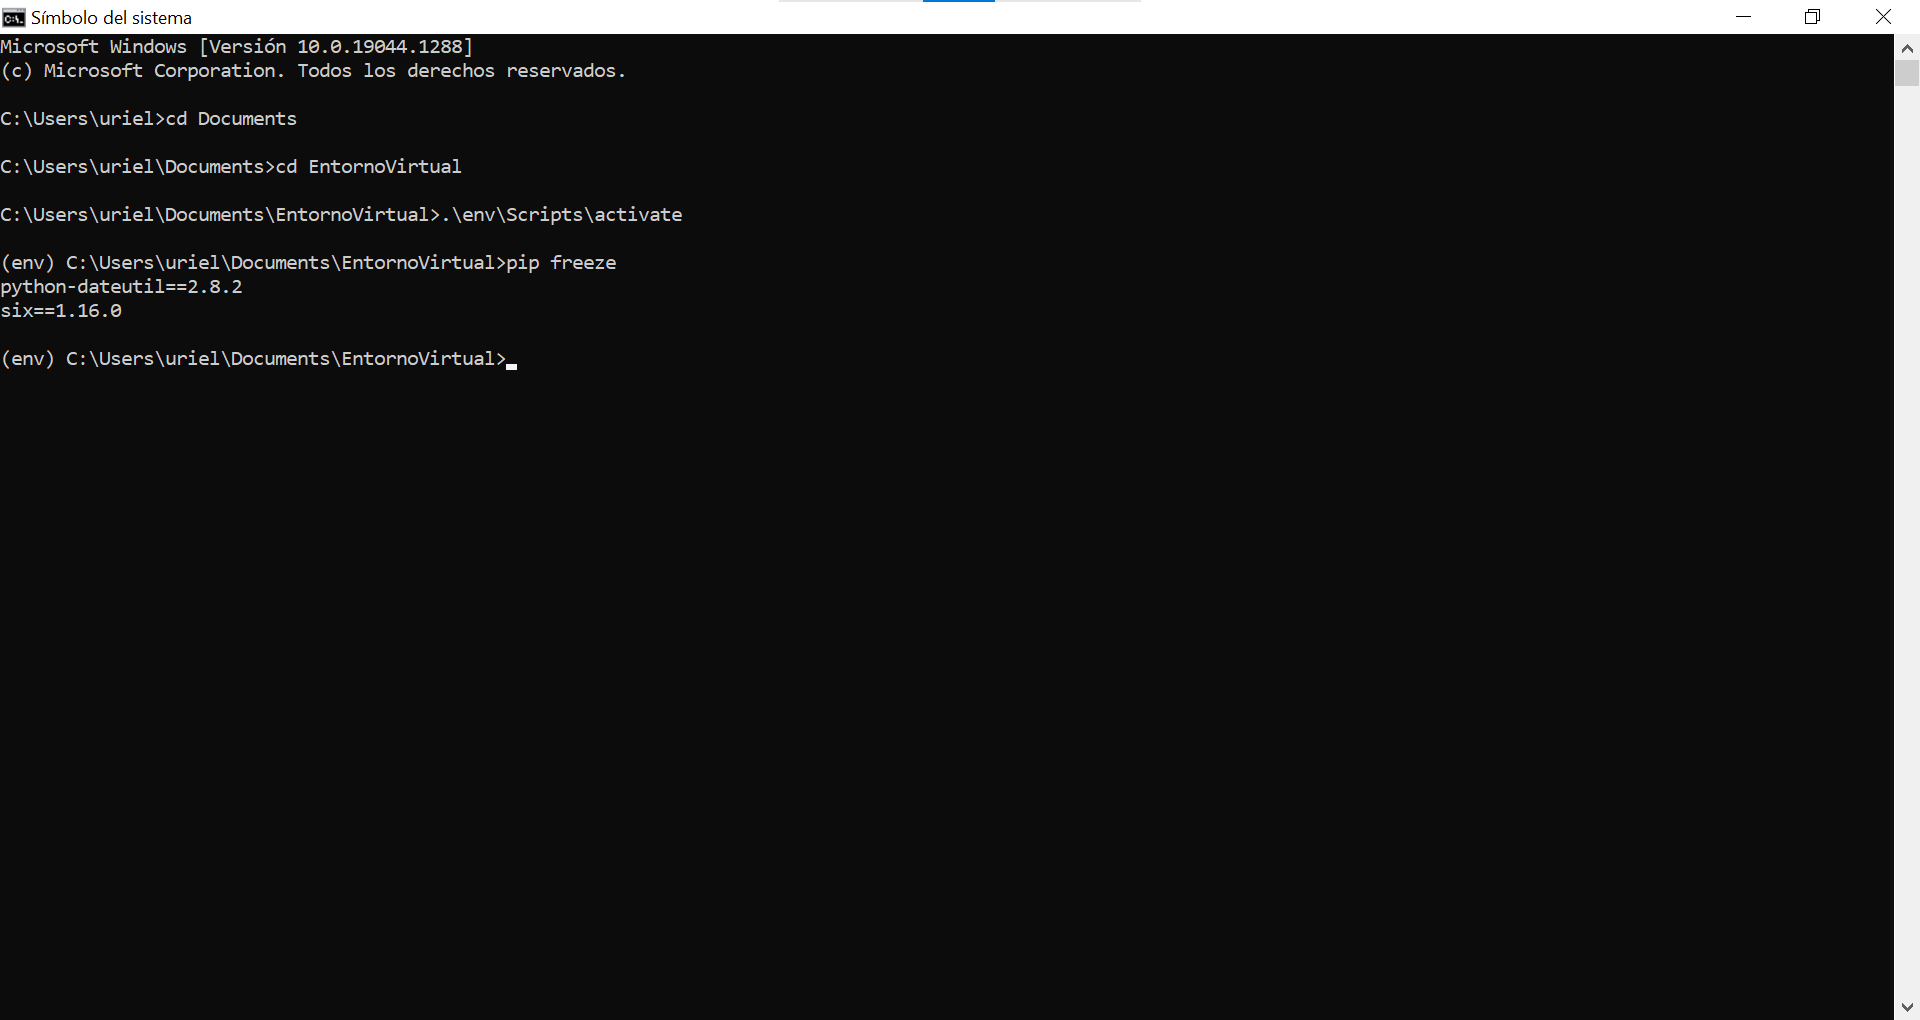 Símbolo del sistema
Microsoft Windows [Versión 10.0.19044.1288]
(c) Microsoft Corporation. Todos los derechos reservados.
C:\Users\uriel>cd Documents
C:\Users\uriel\Documents>cd EntornoVirtual
C:\Users\uriel\Documents\EntornoVirtual>.\env\Scripts\activate
(env) C:\Users\uriel\Documents\EntornoVirtual>pip freeze
python-dateutil==2.8.2
six==1.16.0
(env) C:\Users\uriel\Documents\EntornoVirtual>